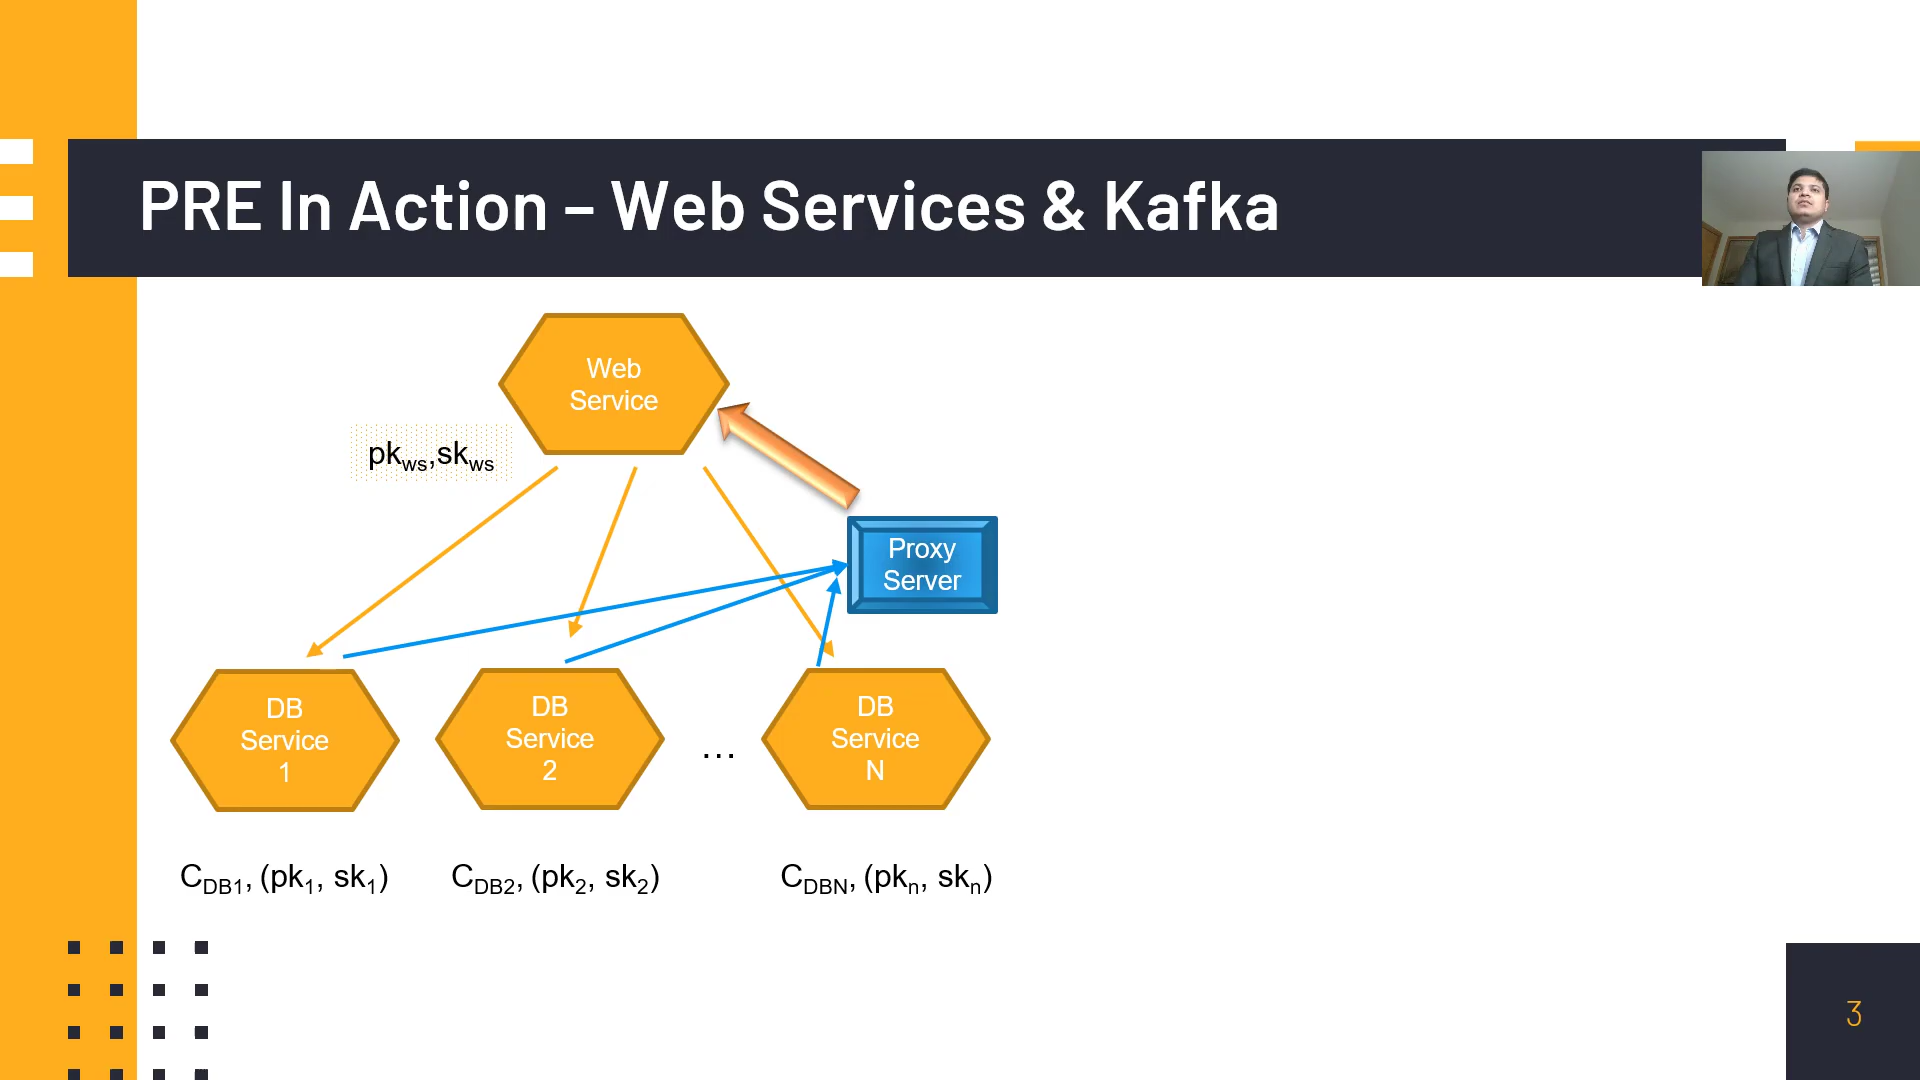 PRE In Action – Web Services & Kafka
Web
Service
pkws,skws
Proxy
Server
DB
Service
1
DB
Service
2
...
DB
Service
N
CDB1, (pk1, sk1)
CDB2, (pk2, sk2)
CDBN, (pkn, skn)
3